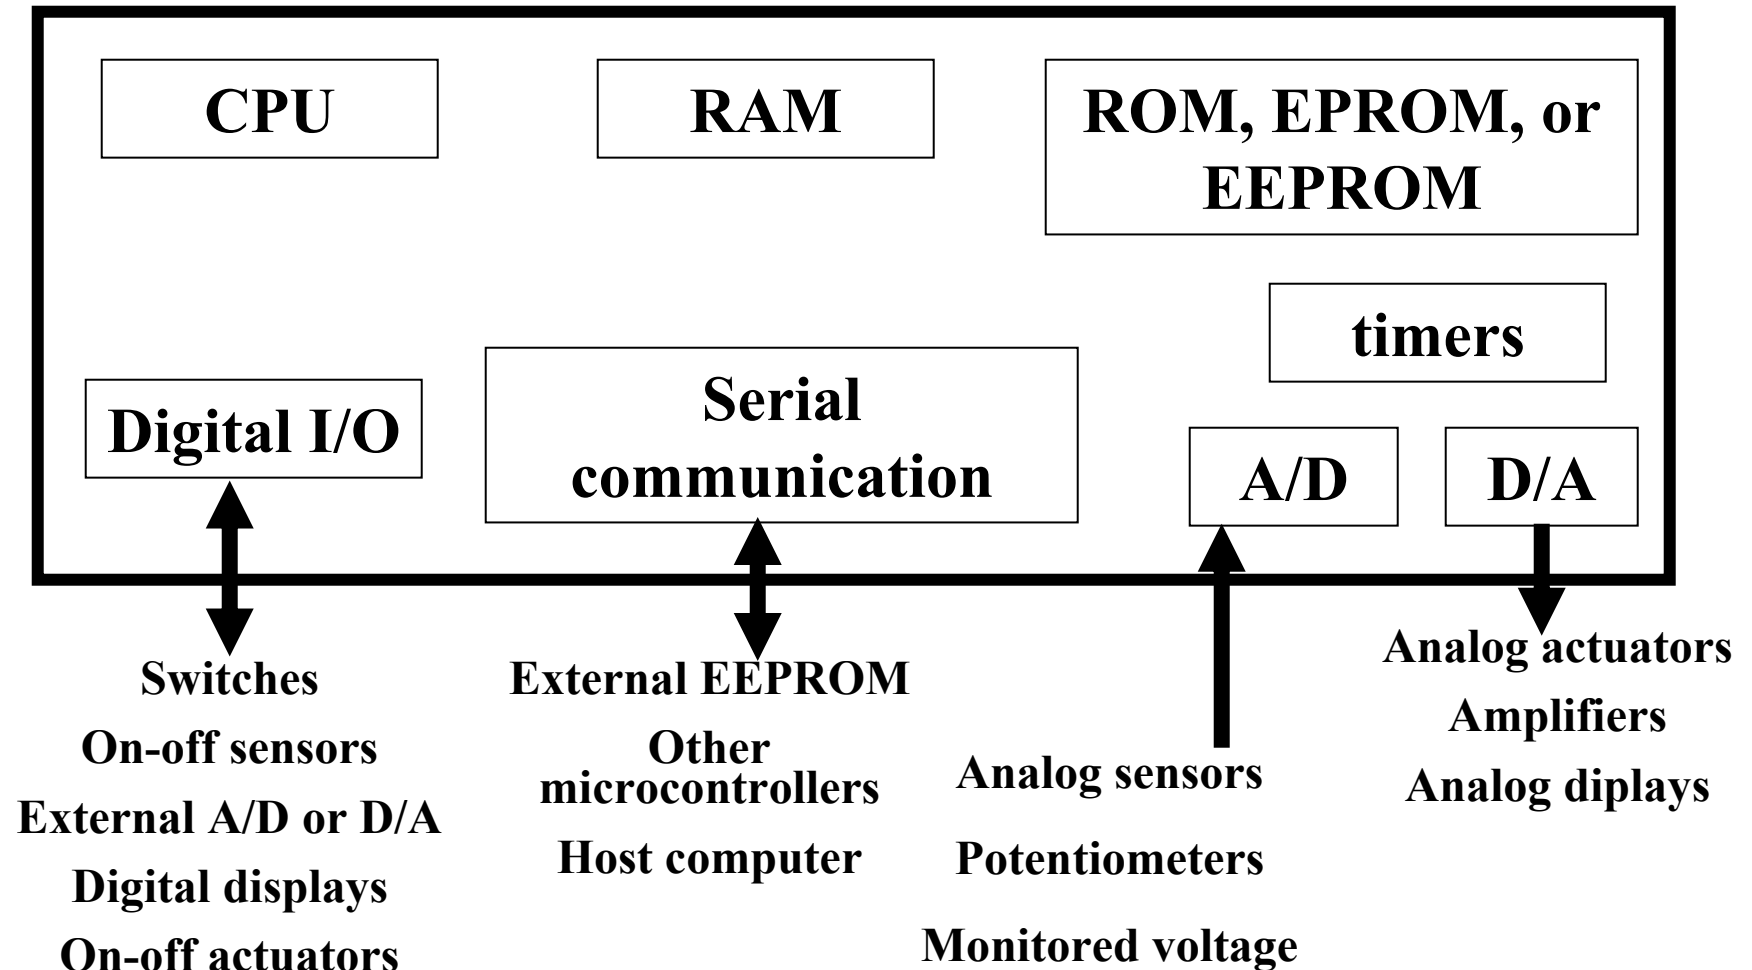 CPU
RAM
ROM, EPROM, or
EEPROM
timers
Digital I/O
Serial
communication
A/D
D/A
Switches
On-off sensors
External A/D or D/A
Digital displays
On-off actuators
External EEPROM
Other
microcontrollers
Host computer
Analog sensors
Potentiometers
Monitored voltage
Analog actuators
Amplifiers
Analog diplays